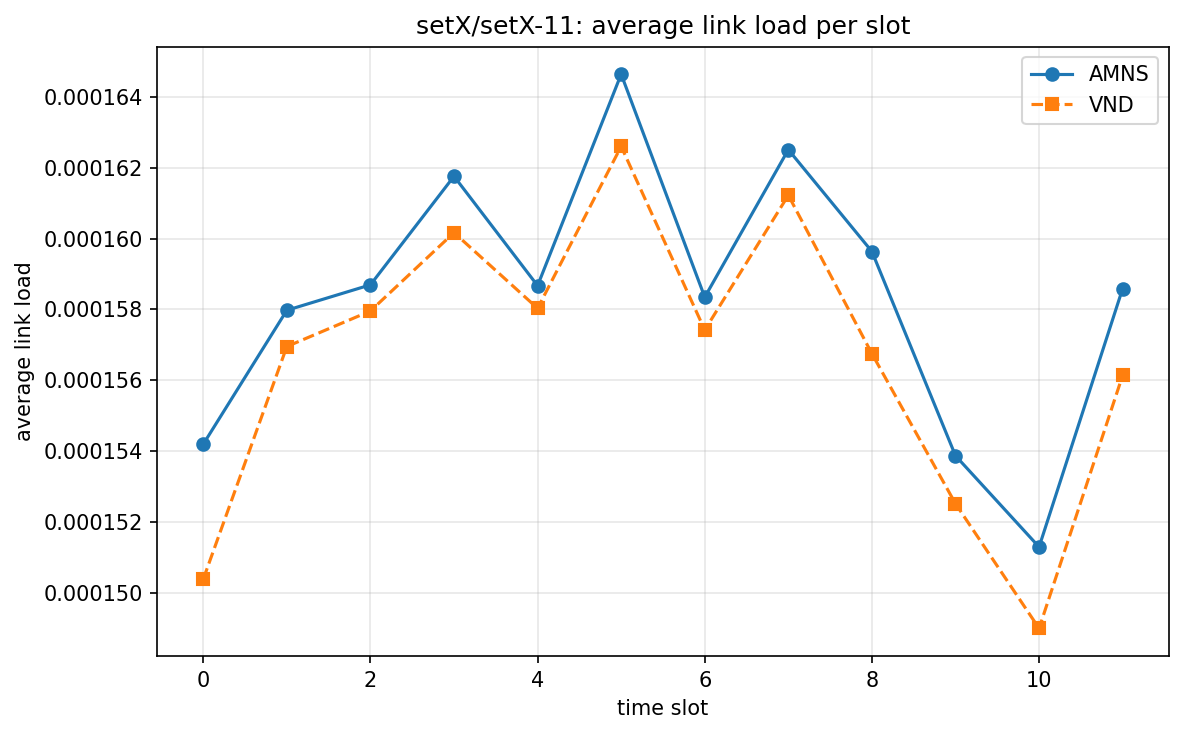 setX/setX-11: average link load per slot
AMNS
VND
average link load
0.000164
0.000162
0.000160
0.000158
0.000156
0.000154
0.000152
0.000150
0 2 4 6 8 10
time slot